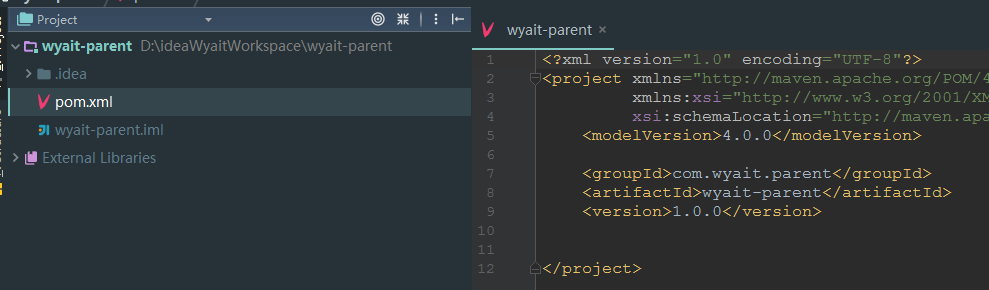 Project
wyait-parent D:\ideaWyaitWorkspace\wyait-parent
.idea
pom.xml
wyait-parent.iml
External Libraries
wyait-parent ×
1 <?xml version="1.0" encoding="UTF-8"?>
2 <project xmlns="http://maven.apache.org/POM/4
3 xmlns:xsi="http://www.w3.org/2001/XM
4 xsi:schemaLocation="http://maven.apa
5 <modelVersion>4.0.0</modelVersion>
6
7 <groupId>com.wyait.parent</groupId>
8 <artifactId>wyait-parent</artifactId>
9 <version>1.0.0</version>
10
11
12 </project>